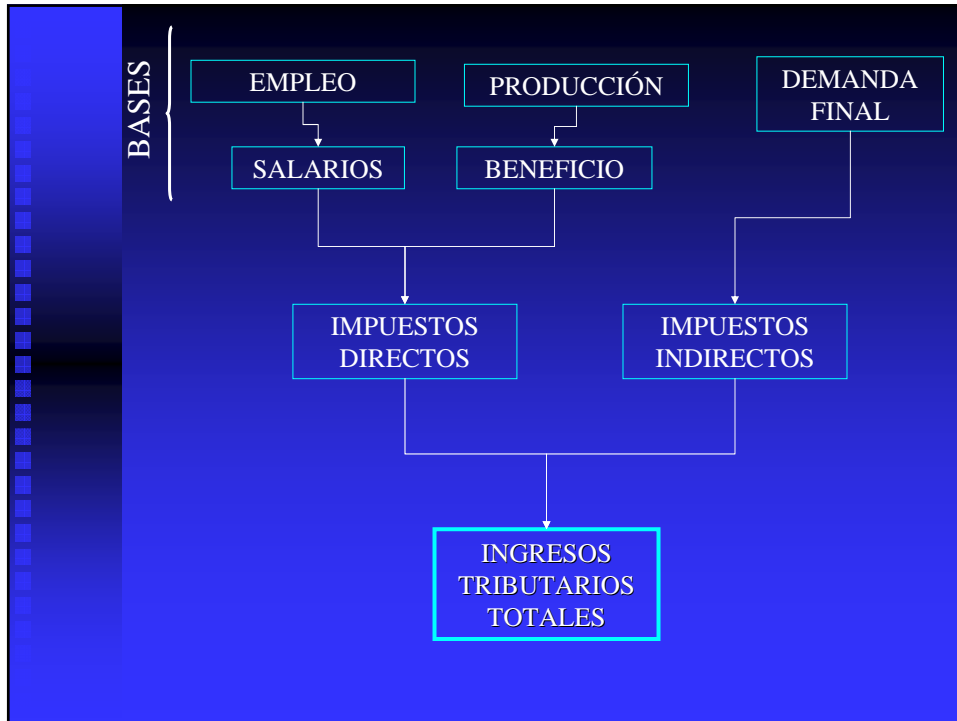 BASES
EMPLEO
PRODUCCIÓN
DEMANDA
FINAL
SALARIOS
BENEFICIO
IMPUESTOS
DIRECTOS
IMPUESTOS
INDIRECTOS
INGRESOS
TRIBUTARIOS
TOTALES